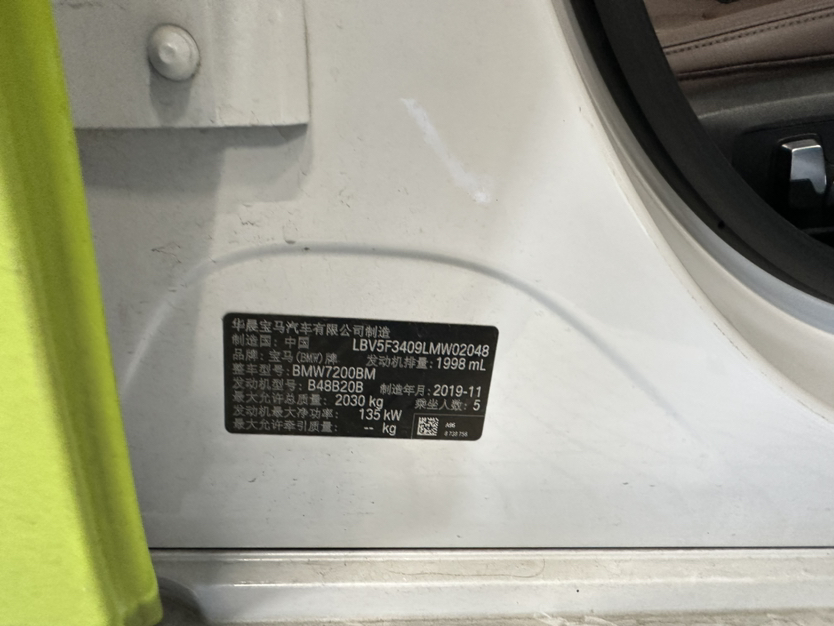 华晨宝马汽车有限公司制造
制造国: 中国 LBV5F3409LMW02048
品牌: 宝马(BMW)牌 发动机排量: 1998 mL
整车型号: BMW7200BM
发动机型号: B48B20B 制造年月: 2019-11
最大允许总质量: 2030 kg 乘坐人数: 5
发动机最大净功率: 135 kW
最大允许牵引质量: -- kg
A06